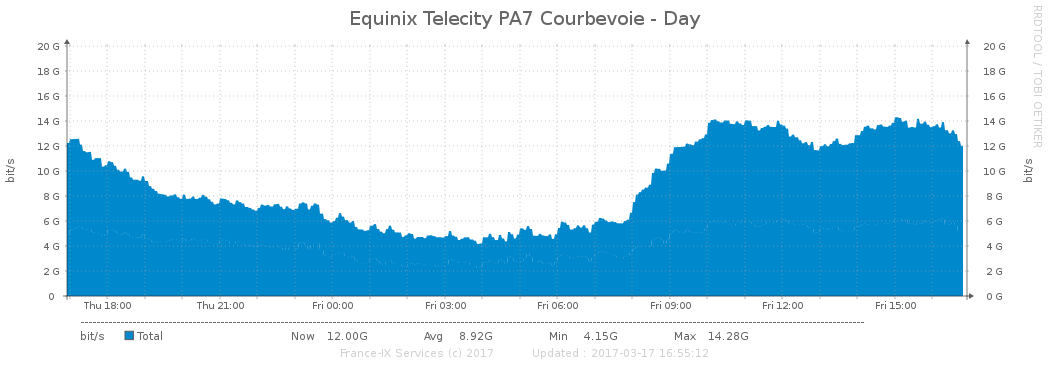 Equinix Telecity PA7 Courbevoie - Day
RRDTOOL / TOBI OETIKER
20 G 20 G
18 G 18 G
16 G 16 G
14 G 14 G
12 G 12 G
10 G 10 G
8 G 8 G
6 G 6 G
4 G 4 G
2 G 2 G
0 0 G
bit/s bit/s
Thu 18:00 Thu 21:00 Fri 00:00 Fri 03:00 Fri 06:00 Fri 09:00 Fri 12:00 Fri 15:00
bit/s Total Now 12.00G Avg 8.92G Min 4.15G Max 14.28G
France-IX Services (c) 2017 Updated : 2017-03-17 16:55:12